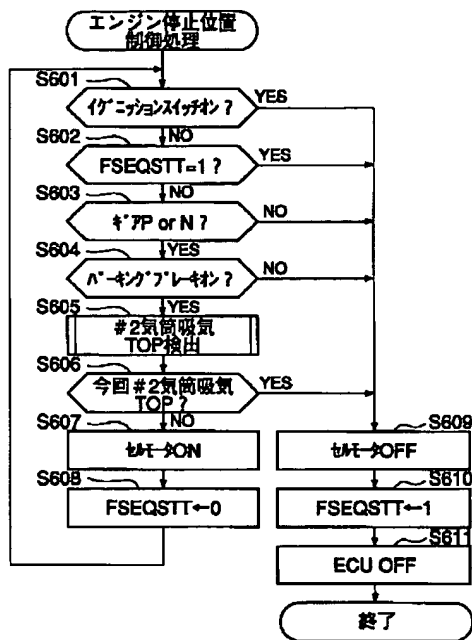 エンジン停止位置
制御処理
S601
ｲｸﾞﾆｯｼｮﾝｽｲｯﾁｵﾝ ?
YES
NO
S602
FSEQSTT=1 ?
YES
NO
S603
ｷﾞｱP or N ?
NO
YES
S604
ﾊﾟｰｷﾝｸﾞﾌﾞﾚｰｷｵﾝ ?
NO
YES
S605
#2気筒吸気
TOP検出
S606
今回#2気筒吸気
TOP ?
YES
NO
S607
ｾﾙﾓｰﾀON
S608
FSEQSTT←0
S609
ｾﾙﾓｰﾀOFF
S610
FSEQSTT←1
S611
ECU OFF
終了